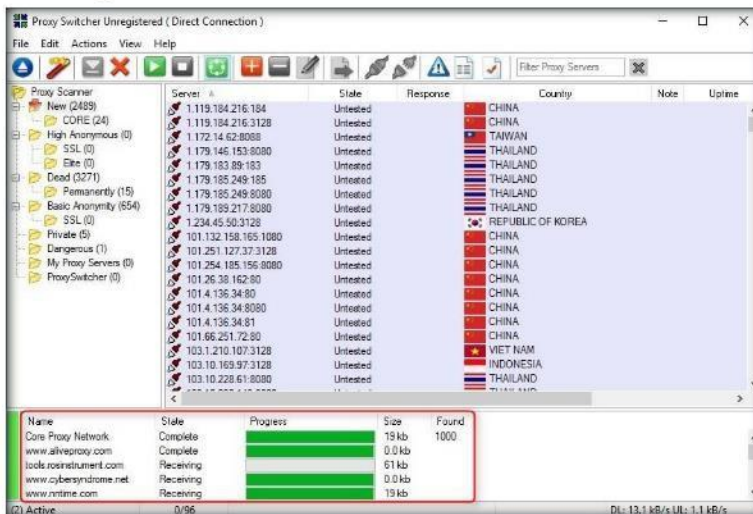 Proxy Switcher Unregistered ( Direct Connection )
File Edit Actions View Help
Filter Proxy Servers
Proxy Scanner
New (2489)
CORE (24)
High Anonymous (0)
SSL (0)
Elite (0)
Dead (3271)
Permanently (15)
Basic Anonymity (654)
SSL (0)
Private (5)
Dangerous (1)
My Proxy Servers (0)
ProxySwitcher (0)
Server State Response Country Note Uptime
1.119.184.216:184 Untested CHINA
1.119.184.216:3128 Untested CHINA
1.172.14.62:8088 Untested TAIWAN
1.179.146.153:8080 Untested THAILAND
1.179.183.89:183 Untested THAILAND
1.179.185.249:185 Untested THAILAND
1.179.185.249:8080 Untested THAILAND
1.179.189.217:8080 Untested THAILAND
1.234.45.50:3128 Untested REPUBLIC OF KOREA
101.132.158.165:1080 Untested CHINA
101.251.127.37:3128 Untested CHINA
101.254.185.156:8080 Untested CHINA
101.26.38.162:80 Untested CHINA
101.4.136.34:80 Untested CHINA
101.4.136.34:8080 Untested CHINA
101.4.136.34:81 Untested CHINA
101.66.251.72:80 Untested CHINA
103.1.210.107:3128 Untested VIET NAM
103.10.169.97:3128 Untested INDONESIA
103.10.228.61:8080 Untested THAILAND
Name State Progress Size Found
Core Proxy Network Complete 19 kb 1000
www.aliveproxy.com Complete 0.0 kb
tools.rosinstrument.com Receiving 61 kb
www.cybersyndrome.net Receiving 0.0 kb
www.nntime.com Receiving 19 kb
(2) Active 0/96 DL: 13.1 kB/s UL: 1.1 kB/s